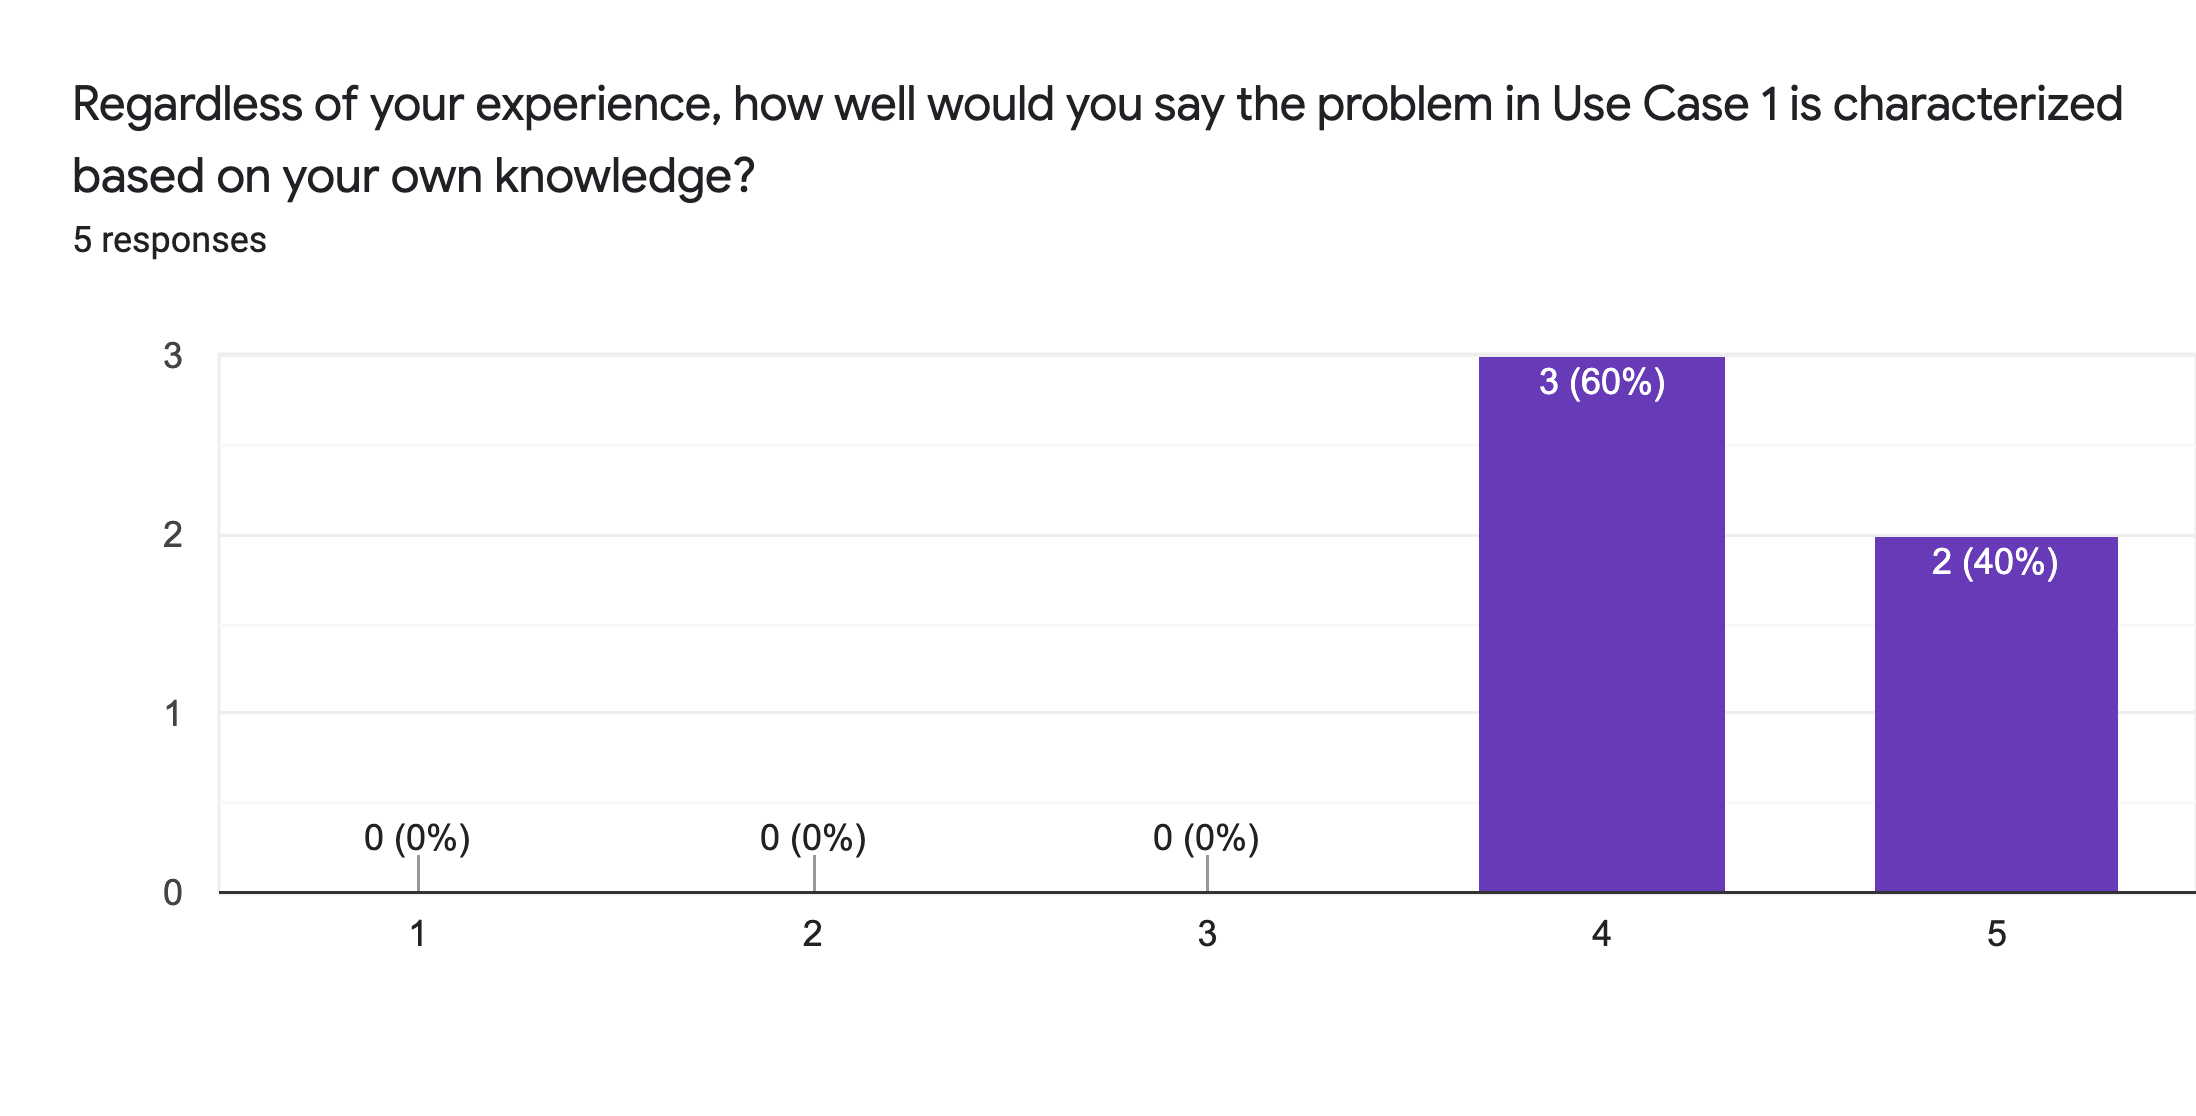 Regardless of your experience, how well would you say the problem in Use Case 1 is characterized
based on your own knowledge?
5 responses
3
3 (60%)
2
2 (40%)
1
0 (0%) 0 (0%) 0 (0%)
0
1 2 3 4 5